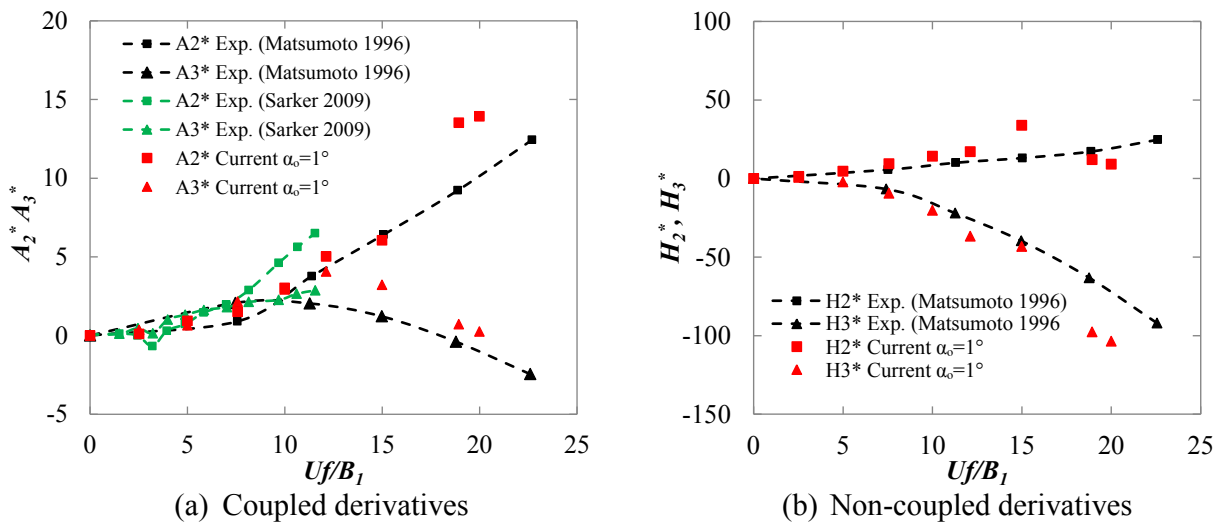 20
15
10
5
0
-5
A2* Exp. (Matsumoto 1996)
A3* Exp. (Matsumoto 1996)
A2* Exp. (Sarker 2009)
A3* Exp. (Sarker 2009)
A2* Current αₒ=1°
A3* Current αₒ=1°
A₂* A₃*
0 5 10 15 20 25
Uf/B₁
(a) Coupled derivatives
100
50
0
-50
-100
-150
H₂* , H₃*
H2* Exp. (Matsumoto 1996)
H3* Exp. (Matsumoto 1996
H2* Current αₒ=1°
H3* Current αₒ=1°
0 5 10 15 20 25
Uf/B₁
(b) Non-coupled derivatives